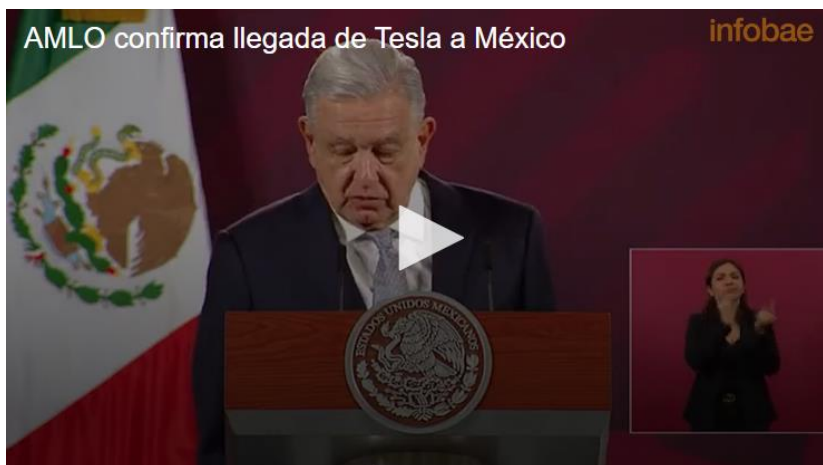 AMLO confirma llegada de Tesla a México
infobae
ESTADOS UNIDOS MEXICANOS